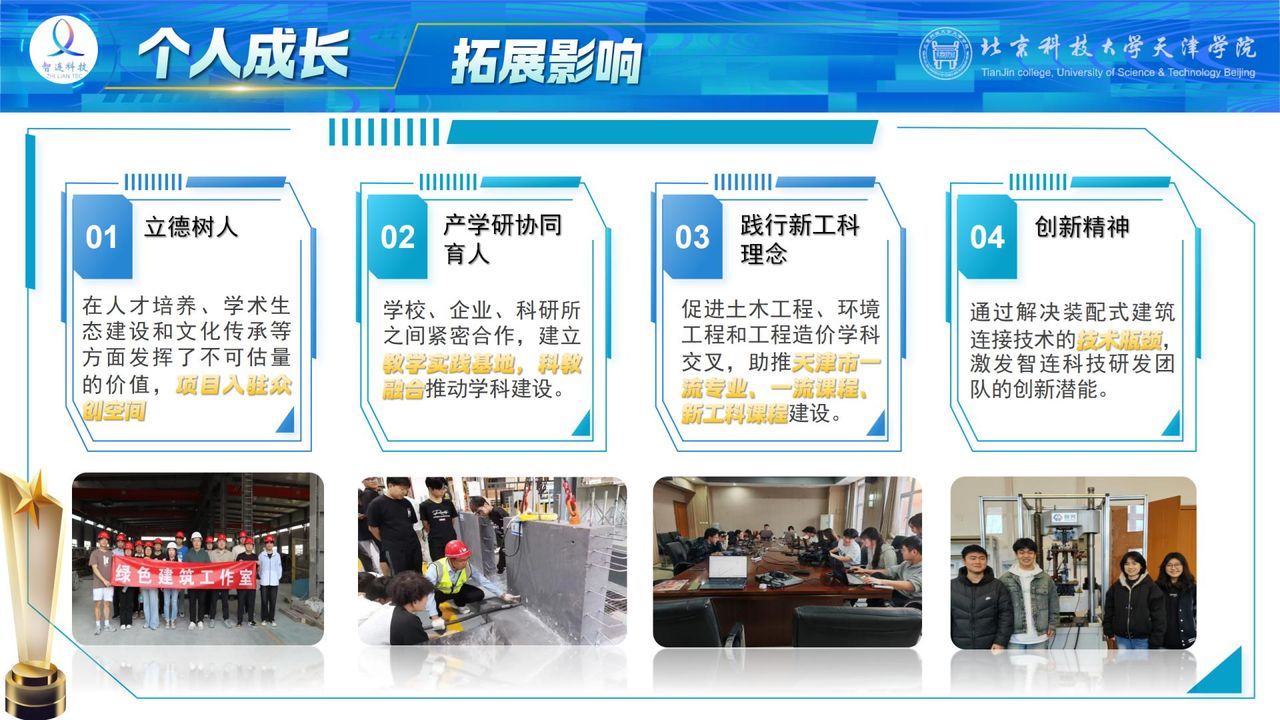 智连科技
ZHI LIAN TEC
个人成长
拓展影响
北京科技大学天津学院
TianJin college, University of Science & Technology Beijing
01
立德树人
在人才培养、学术生
态建设和文化传承等
方面发挥了不可估量
的价值，项目入驻众
创空间
02
产学研协同
育人
学校、企业、科研所
之间紧密合作，建立
教学实践基地，科教
融合推动学科建设。
03
践行新工科
理念
促进土木工程、环境
工程和工程造价学科
交叉，助推天津市一
流专业、一流课程、
新工科课程建设。
04
创新精神
通过解决装配式建筑
连接技术的技术瓶颈，
激发智连科技研发团
队的创新潜能。
绿色建筑工作室